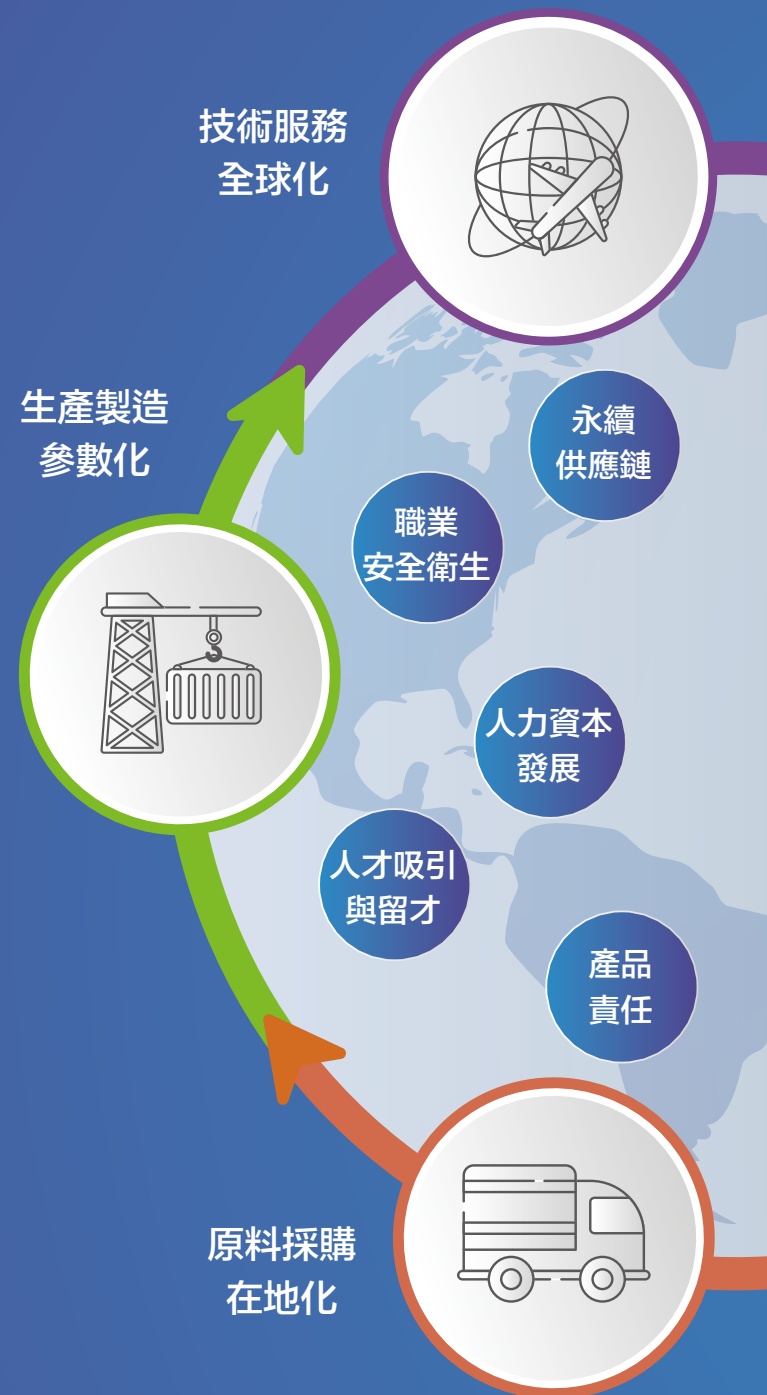 技術服務
全球化
生產製造
參數化
永續
供應鏈
職業
安全衛生
人力資本
發展
人才吸引
與留才
產品
責任
原料採購
在地化